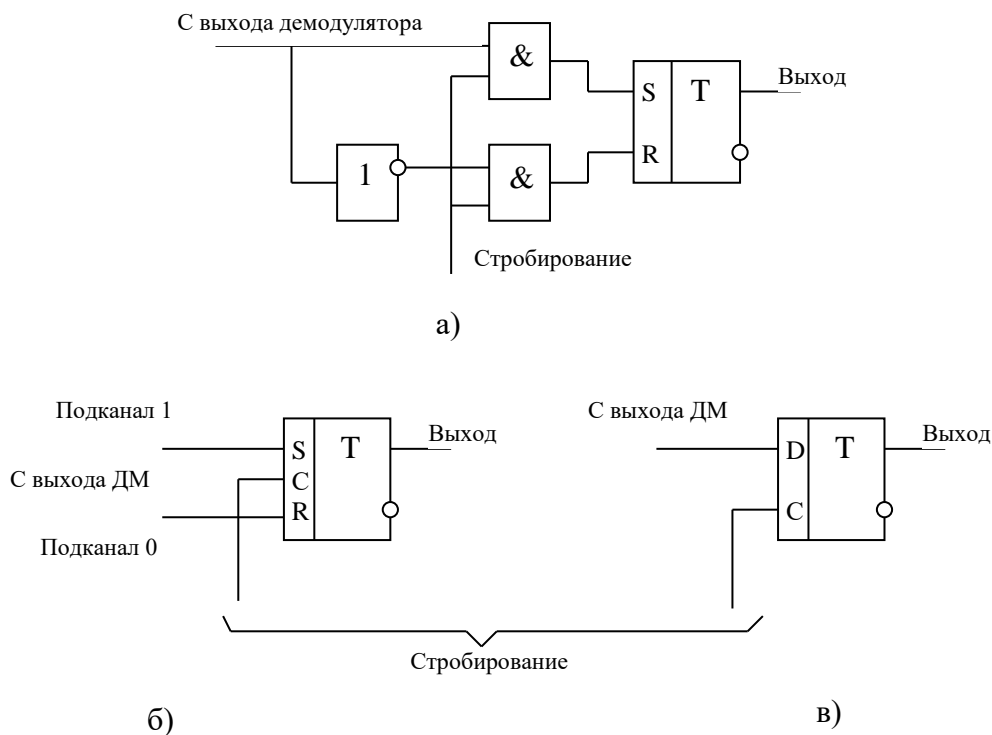 С выхода демодулятора
&
S T Выход
R
1
&
Стробирование
а)
Подканал 1
С выхода ДМ
S T Выход
С выхода ДМ
C
R
Подканал 0
D T Выход
C
Стробирование
б)
в)